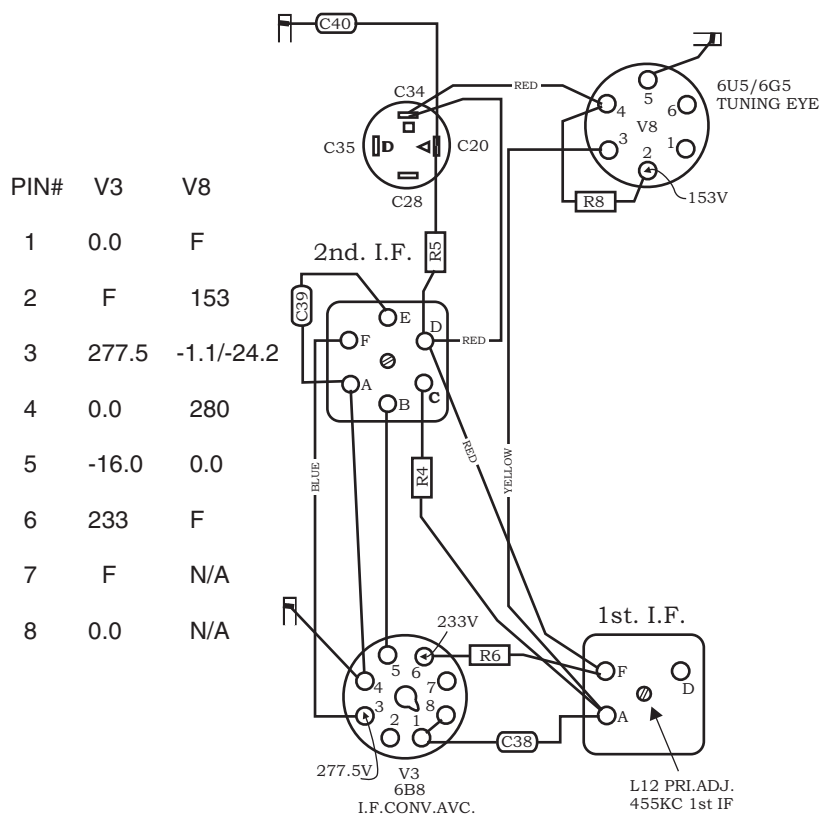 C40
C34
RED
C35
D
C20
C28
5
4
6
V8
3
2
1
6U5/6G5
TUNING EYE
R8
153V
PIN# V3 V8
1 0.0 F
2 F 153
3 277.5 -1.1/-24.2
4 0.0 280
5 -16.0 0.0
6 233 F
7 F N/A
8 0.0 N/A
2nd. I.F.
R5
C39
E
F
D
A
B
C
RED
BLUE
R4
RED
YELLOW
1st. I.F.
233V
R6
5
6
4
7
3
8
2
1
C38
F
D
A
277.5V
V3
6B8
I.F.CONV.AVC.
L12 PRI.ADJ.
455KC 1st IF